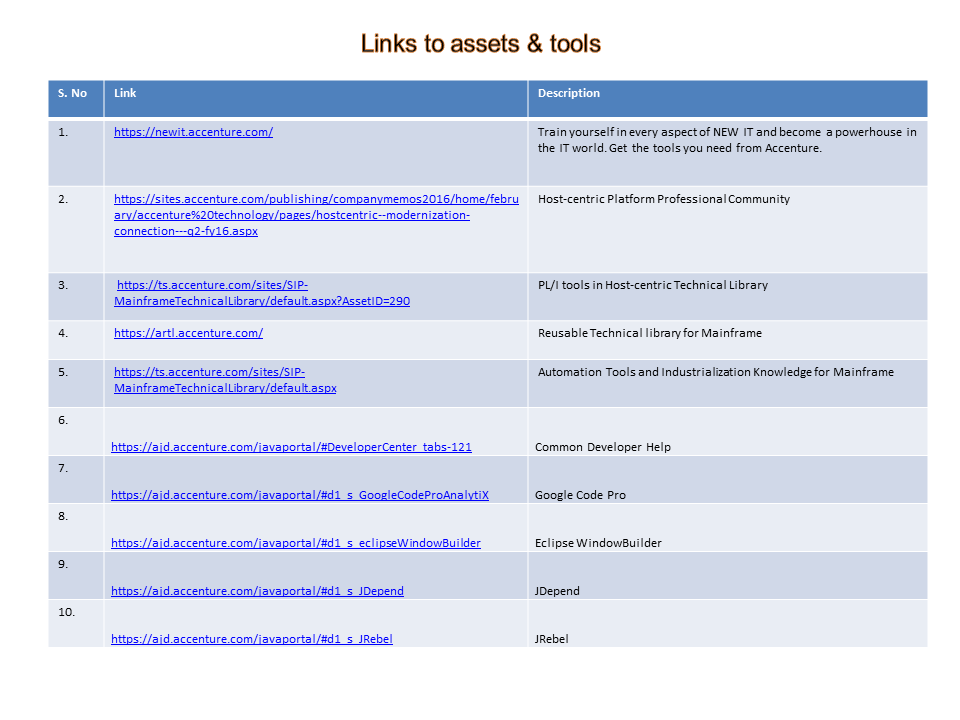 Links to assets & tools
S. No Link Description
1. https://newit.accenture.com/ Train yourself in every aspect of NEW IT and become a powerhouse in
the IT world. Get the tools you need from Accenture.
2. https://sites.accenture.com/publishing/companymemos2016/home/febru Host-centric Platform Professional Community
ary/accenture%20technology/pages/hostcentric--modernization-
connection---q2-fy16.aspx
3. https://ts.accenture.com/sites/SIP- PL/I tools in Host-centric Technical Library
MainframeTechnicalLibrary/default.aspx?AssetID=290
4. https://artl.accenture.com/ Reusable Technical library for Mainframe
5. https://ts.accenture.com/sites/SIP- Automation Tools and Industrialization Knowledge for Mainframe
MainframeTechnicalLibrary/default.aspx
6.
https://ajd.accenture.com/javaportal/#DeveloperCenter_tabs-121 Common Developer Help
7.
https://ajd.accenture.com/javaportal/#d1_s_GoogleCodeProAnalytiX Google Code Pro
8.
https://ajd.accenture.com/javaportal/#d1_s_eclipseWindowBuilder Eclipse WindowBuilder
9.
https://ajd.accenture.com/javaportal/#d1_s_JDepend JDepend
10.
https://ajd.accenture.com/javaportal/#d1_s_JRebel JRebel